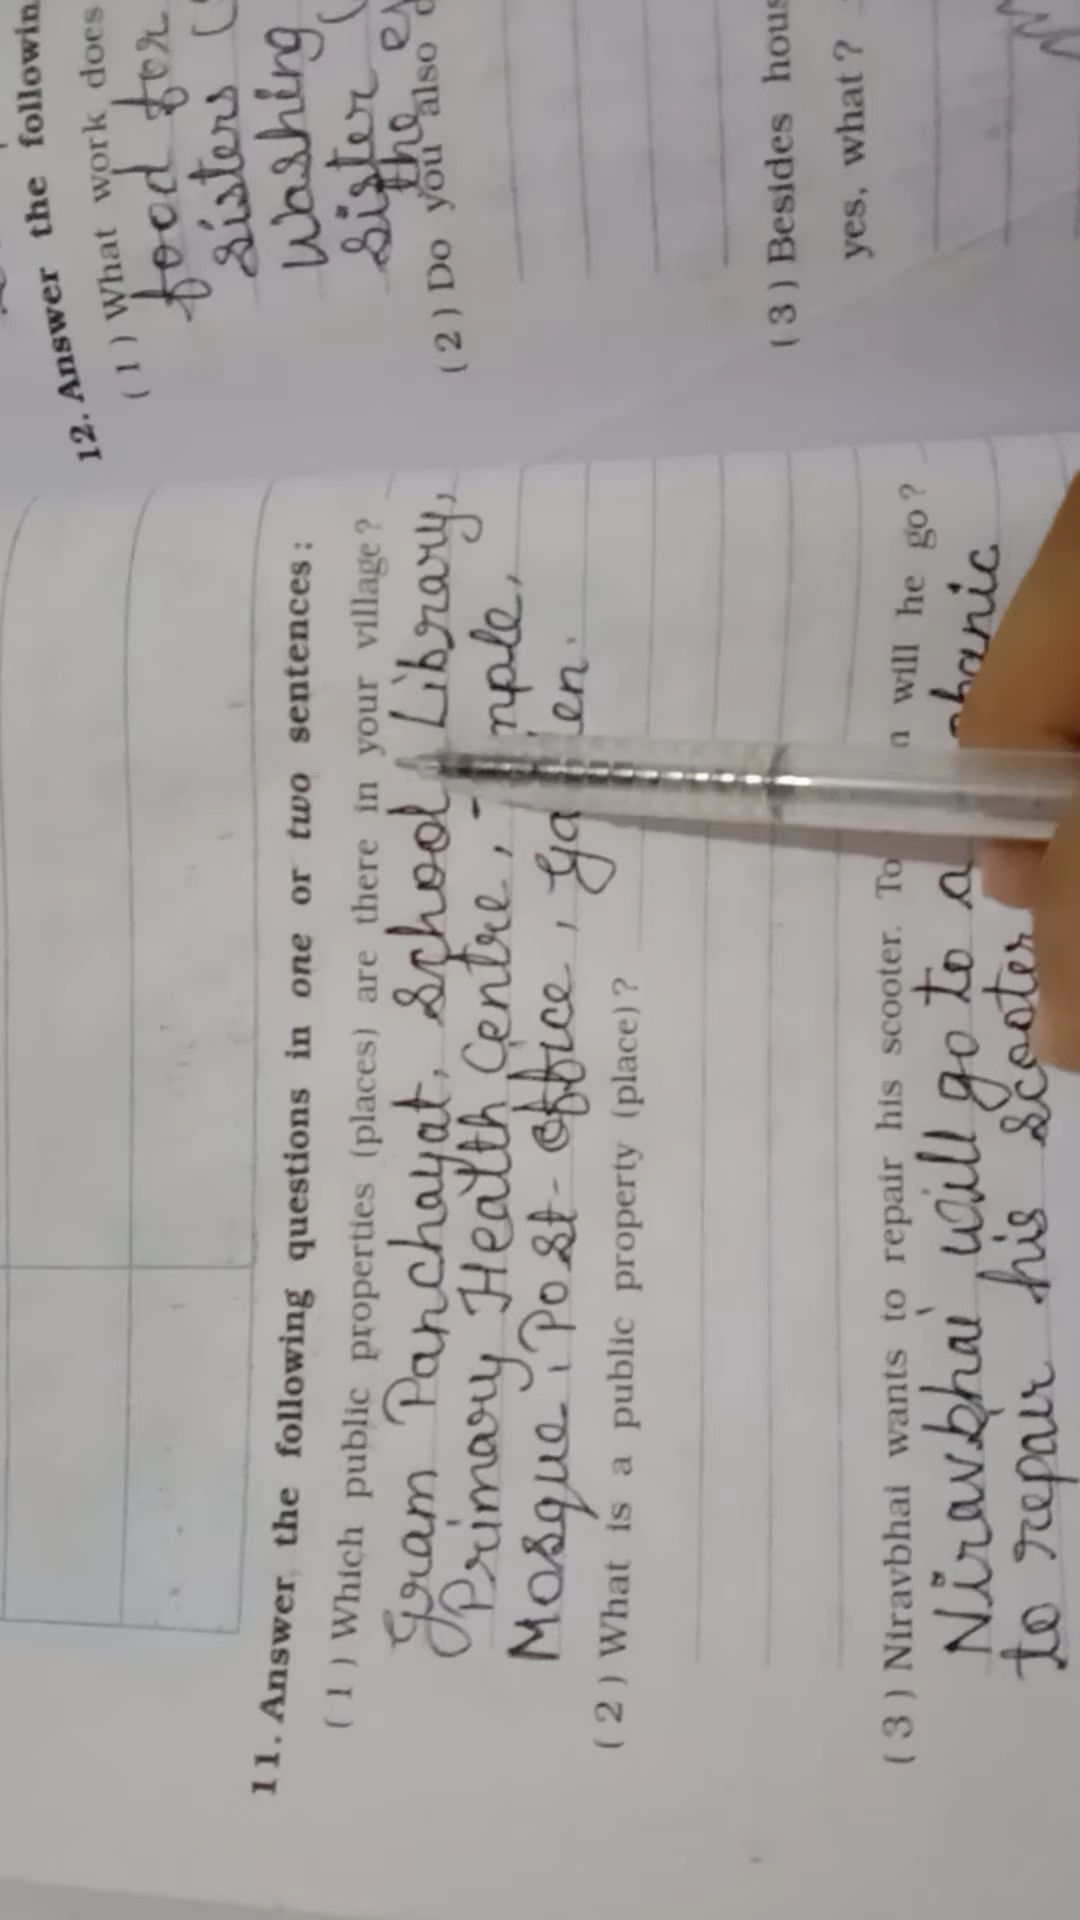 11. Answer the following questions in one or two sentences :
( 1 ) Which public properties (places) are there in your village ?
Gram Panchayat, School Library,
Primary Health Centre,
Mosque, Post-Office,
( 2 ) What is a public property (place) ?
( 3 ) Niravbhai wants to repair his scooter. To will he go ?
Niravbhai will go to a
to repair his scooter
12. Answer the
( 1 ) What work does
food for
sisters (
washing
sister (
the
( 2 ) Do you also
( 3 ) Besides
yes, what ?